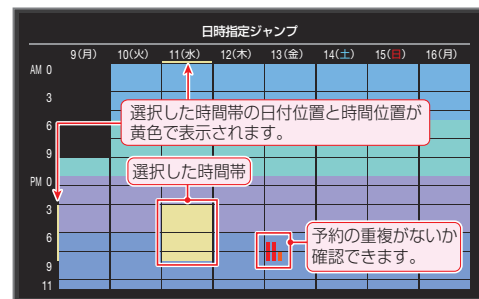 日時指定ジャンプ
9(月) 10(火) 11(水) 12(木) 13(金) 14(土) 15(日) 16(月)
AM 0
3
選択した時間帯の日付位置と時間位置が
黄色で表示されます。
6
9
選択した時間帯
PM 0
3
予約の重複がないか
確認できます。
6
9
11